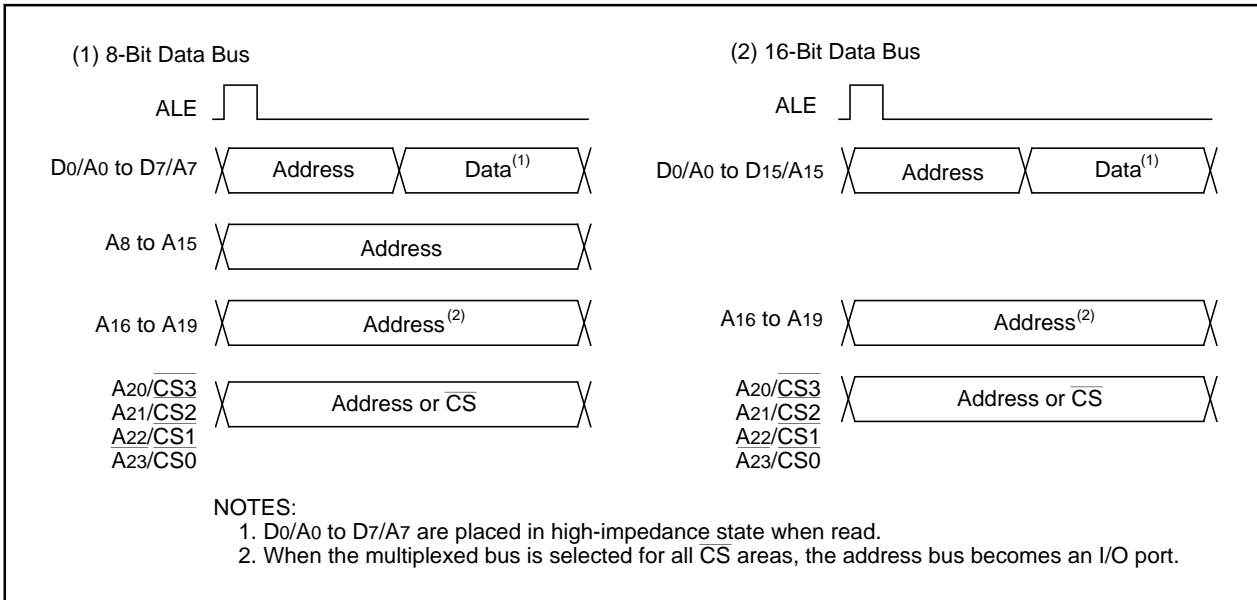 (1) 8-Bit Data Bus
ALE
D0/A0 to D7/A7
Address
Data(1)
A8 to A15
Address
A16 to A19
Address(2)
A20/CS3
A21/CS2
A22/CS1
A23/CS0
Address or CS
(2) 16-Bit Data Bus
ALE
D0/A0 to D15/A15
Address
Data(1)
A16 to A19
Address(2)
A20/CS3
A21/CS2
A22/CS1
A23/CS0
Address or CS
NOTES:
1. D0/A0 to D7/A7 are placed in high-impedance state when read.
2. When the multiplexed bus is selected for all CS areas, the address bus becomes an I/O port.